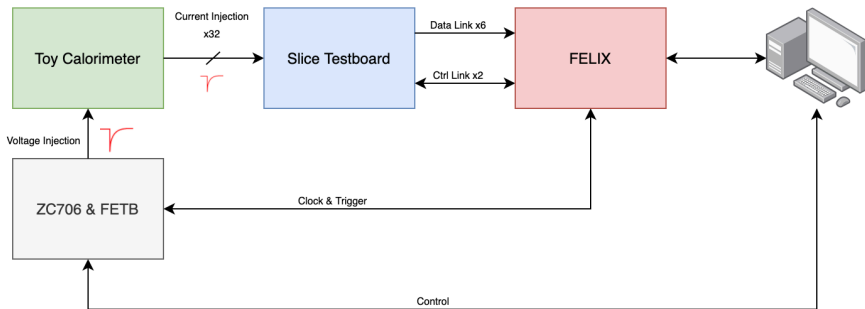 Current Injection
x32
Toy Calorimeter
Slice Testboard
Data Link x6
Ctrl Link x2
FELIX
Voltage Injection
ZC706 & FETB
Clock & Trigger
Control